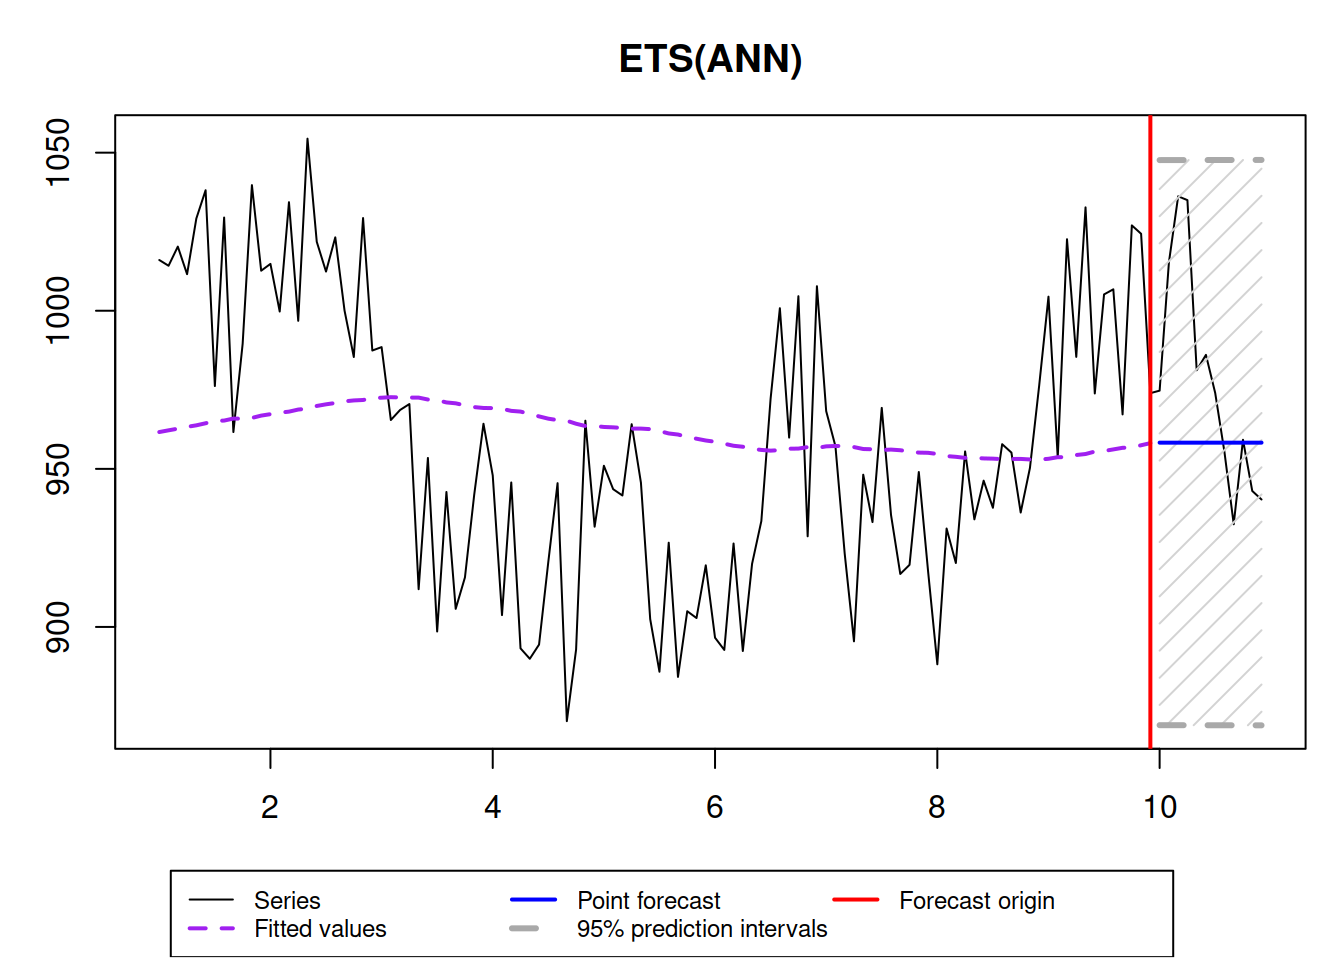 ETS(ANN)
1050
1000
950
900
2 4 6 8 10
Series Point forecast Forecast origin
Fitted values 95% prediction intervals